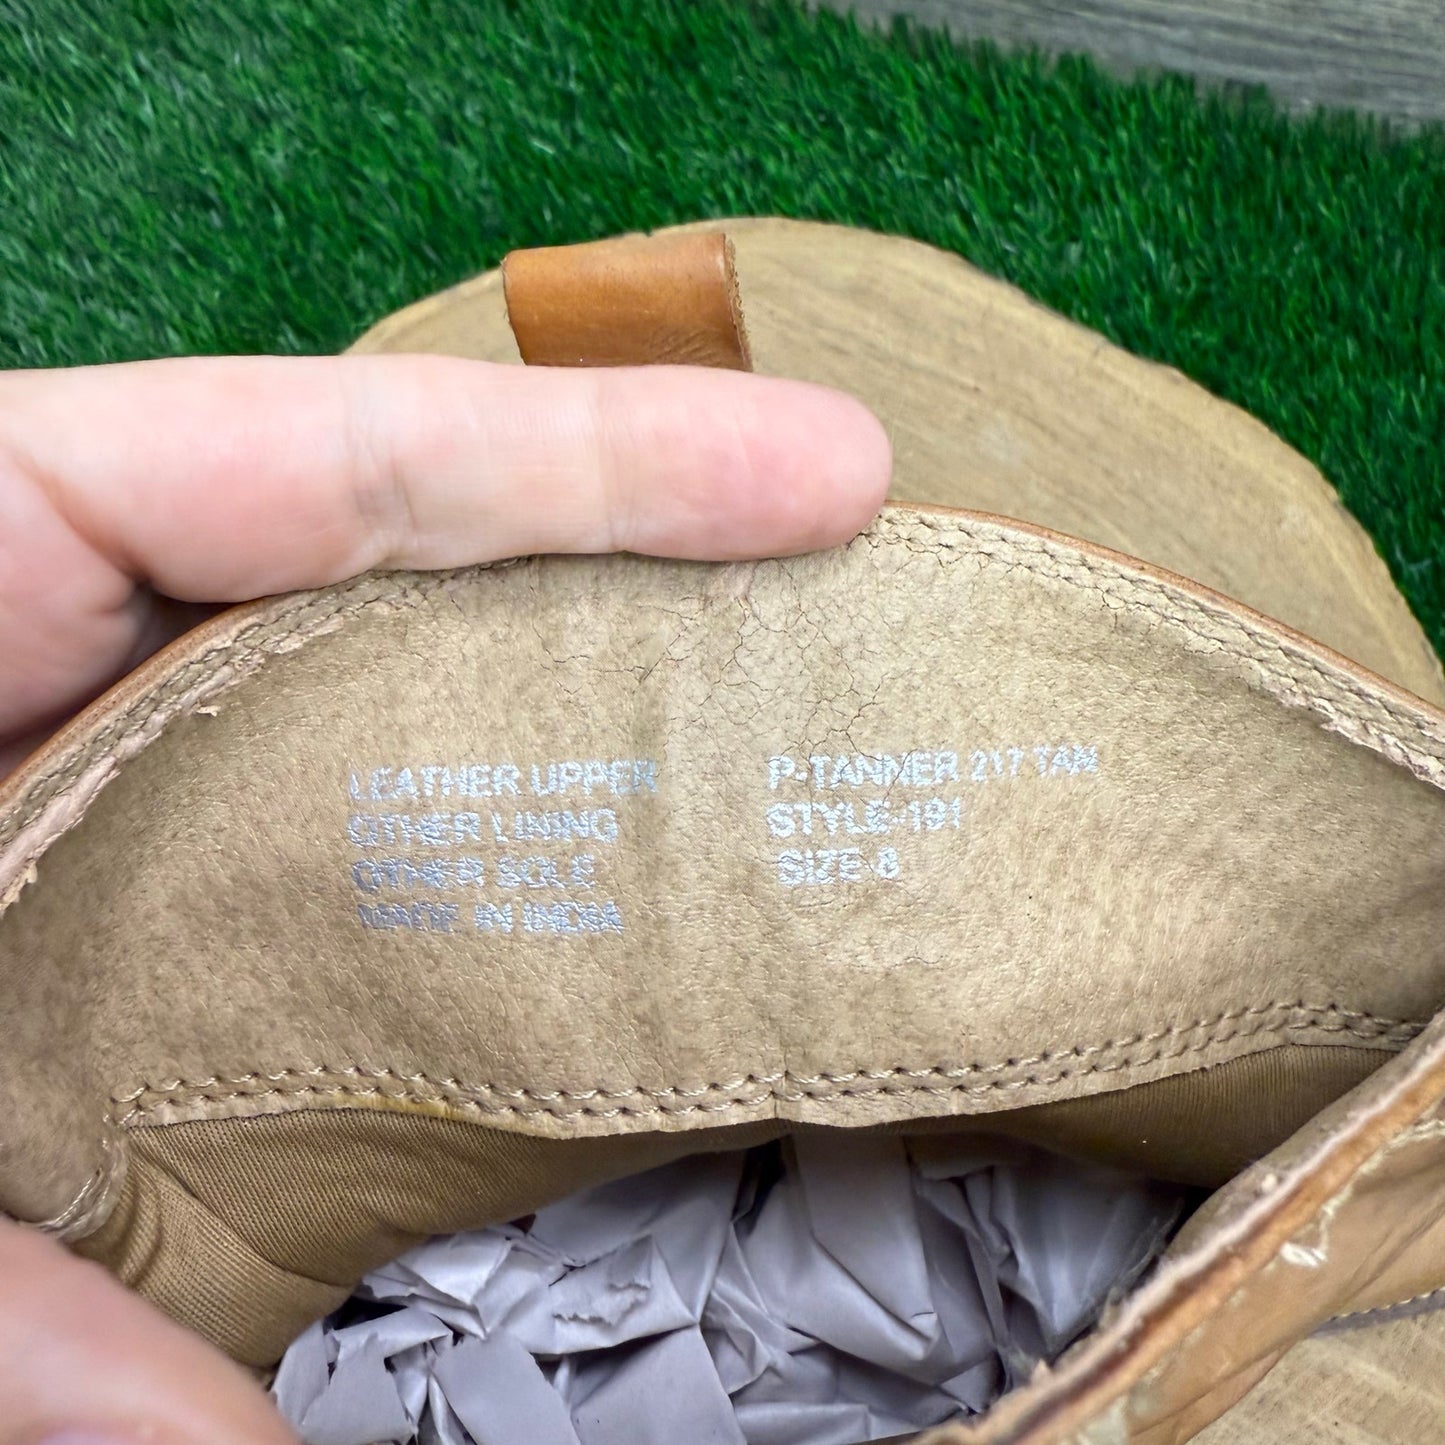 LEATHER UPPER
OTHER LINING
OTHER SOLE
MADE IN INDIA
P-TANNER 217 TAN
STYLE-191
SIZE-8